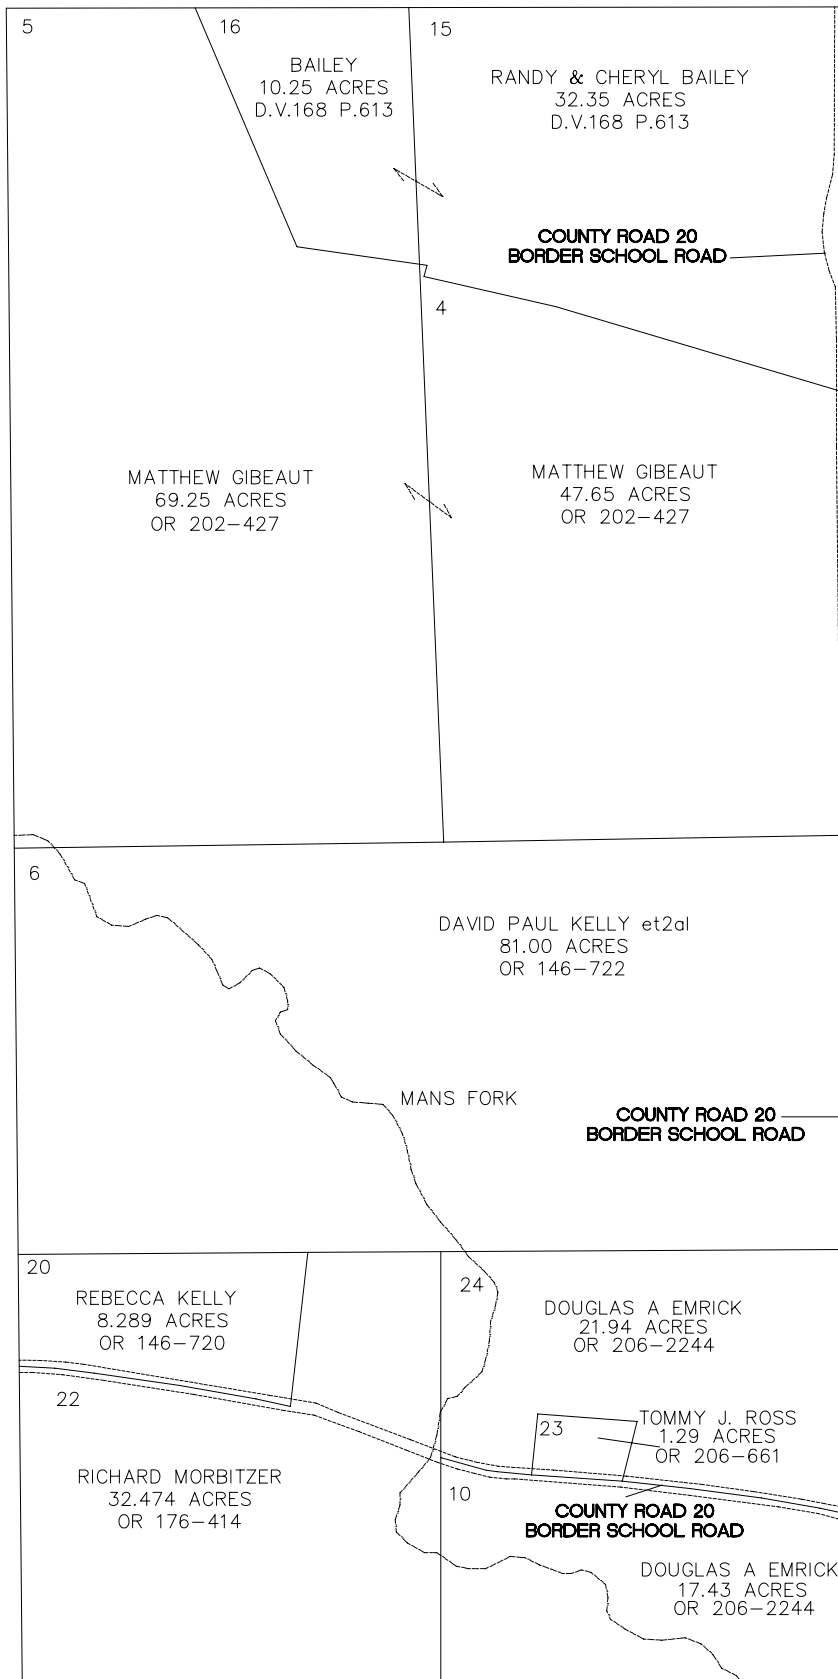 5
16
15
BAILEY
10.25 ACRES
D.V.168 P.613
RANDY & CHERYL BAILEY
32.35 ACRES
D.V.168 P.613
COUNTY ROAD 20
BORDER SCHOOL ROAD
4
MATTHEW GIBEAUT
69.25 ACRES
OR 202-427
MATTHEW GIBEAUT
47.65 ACRES
OR 202-427
6
DAVID PAUL KELLY et2al
81.00 ACRES
OR 146-722
MANS FORK
COUNTY ROAD 20
BORDER SCHOOL ROAD
20
REBECCA KELLY
8.289 ACRES
OR 146-720
24
DOUGLAS A EMRICK
21.94 ACRES
OR 206-2244
22
23
TOMMY J. ROSS
1.29 ACRES
OR 206-661
RICHARD MORBITZER
32.474 ACRES
OR 176-414
10
COUNTY ROAD 20
BORDER SCHOOL ROAD
DOUGLAS A EMRICK
17.43 ACRES
OR 206-2244